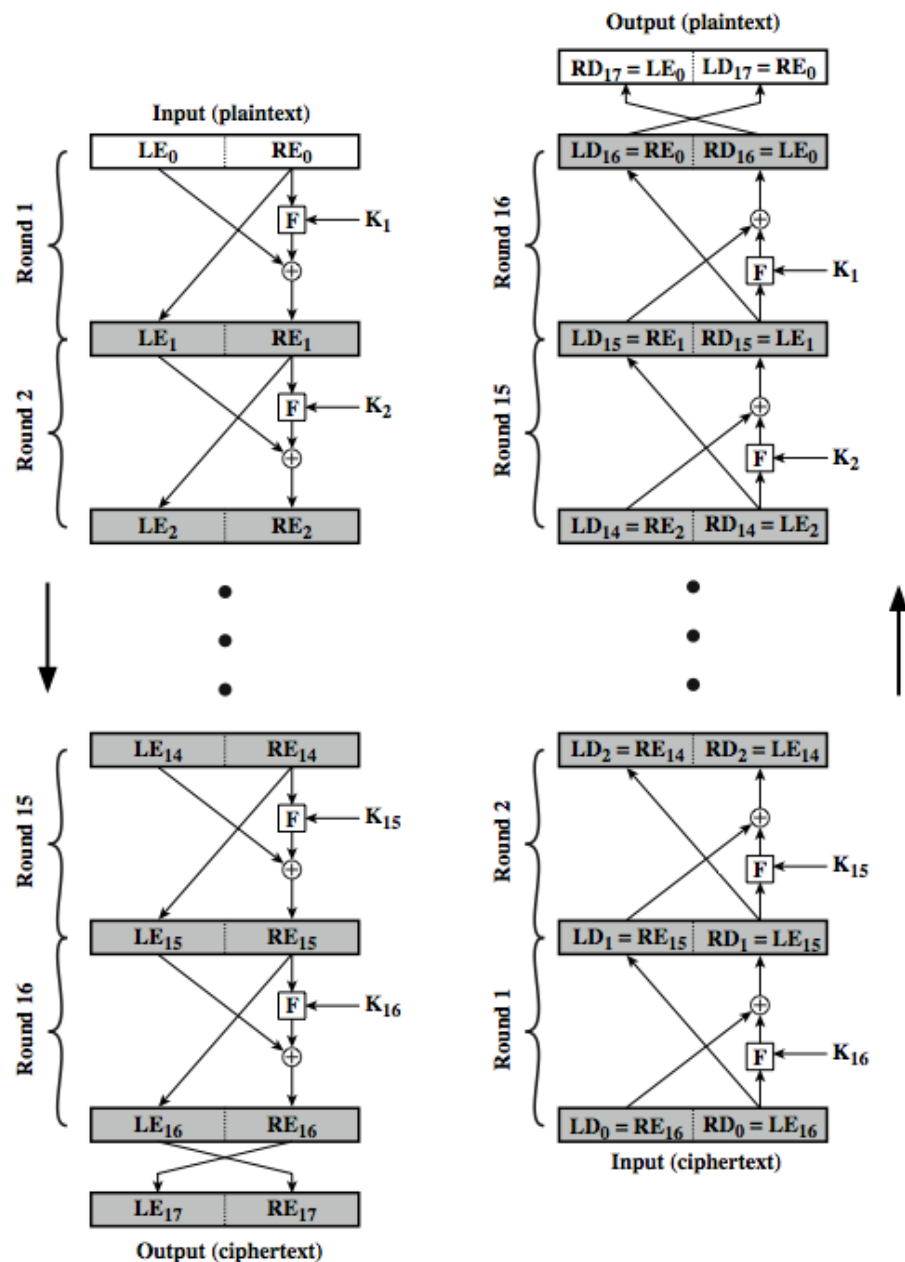 Input (plaintext)
LE0 RE0
Round 1
F
K1
+
LE1 RE1
Round 2
F
K2
+
LE2 RE2
LE14 RE14
Round 15
F
K15
+
LE15 RE15
Round 16
F
K16
+
LE16 RE16
LE17 RE17
Output (ciphertext)
Output (plaintext)
RD17 = LE0 LD17 = RE0
LD16 = RE0 RD16 = LE0
Round 16
+
F
K1
LD15 = RE1 RD15 = LE1
Round 15
+
F
K2
LD14 = RE2 RD14 = LE2
LD2 = RE14 RD2 = LE14
Round 2
+
F
K15
LD1 = RE15 RD1 = LE15
Round 1
+
F
K16
LD0 = RE16 RD0 = LE16
Input (ciphertext)